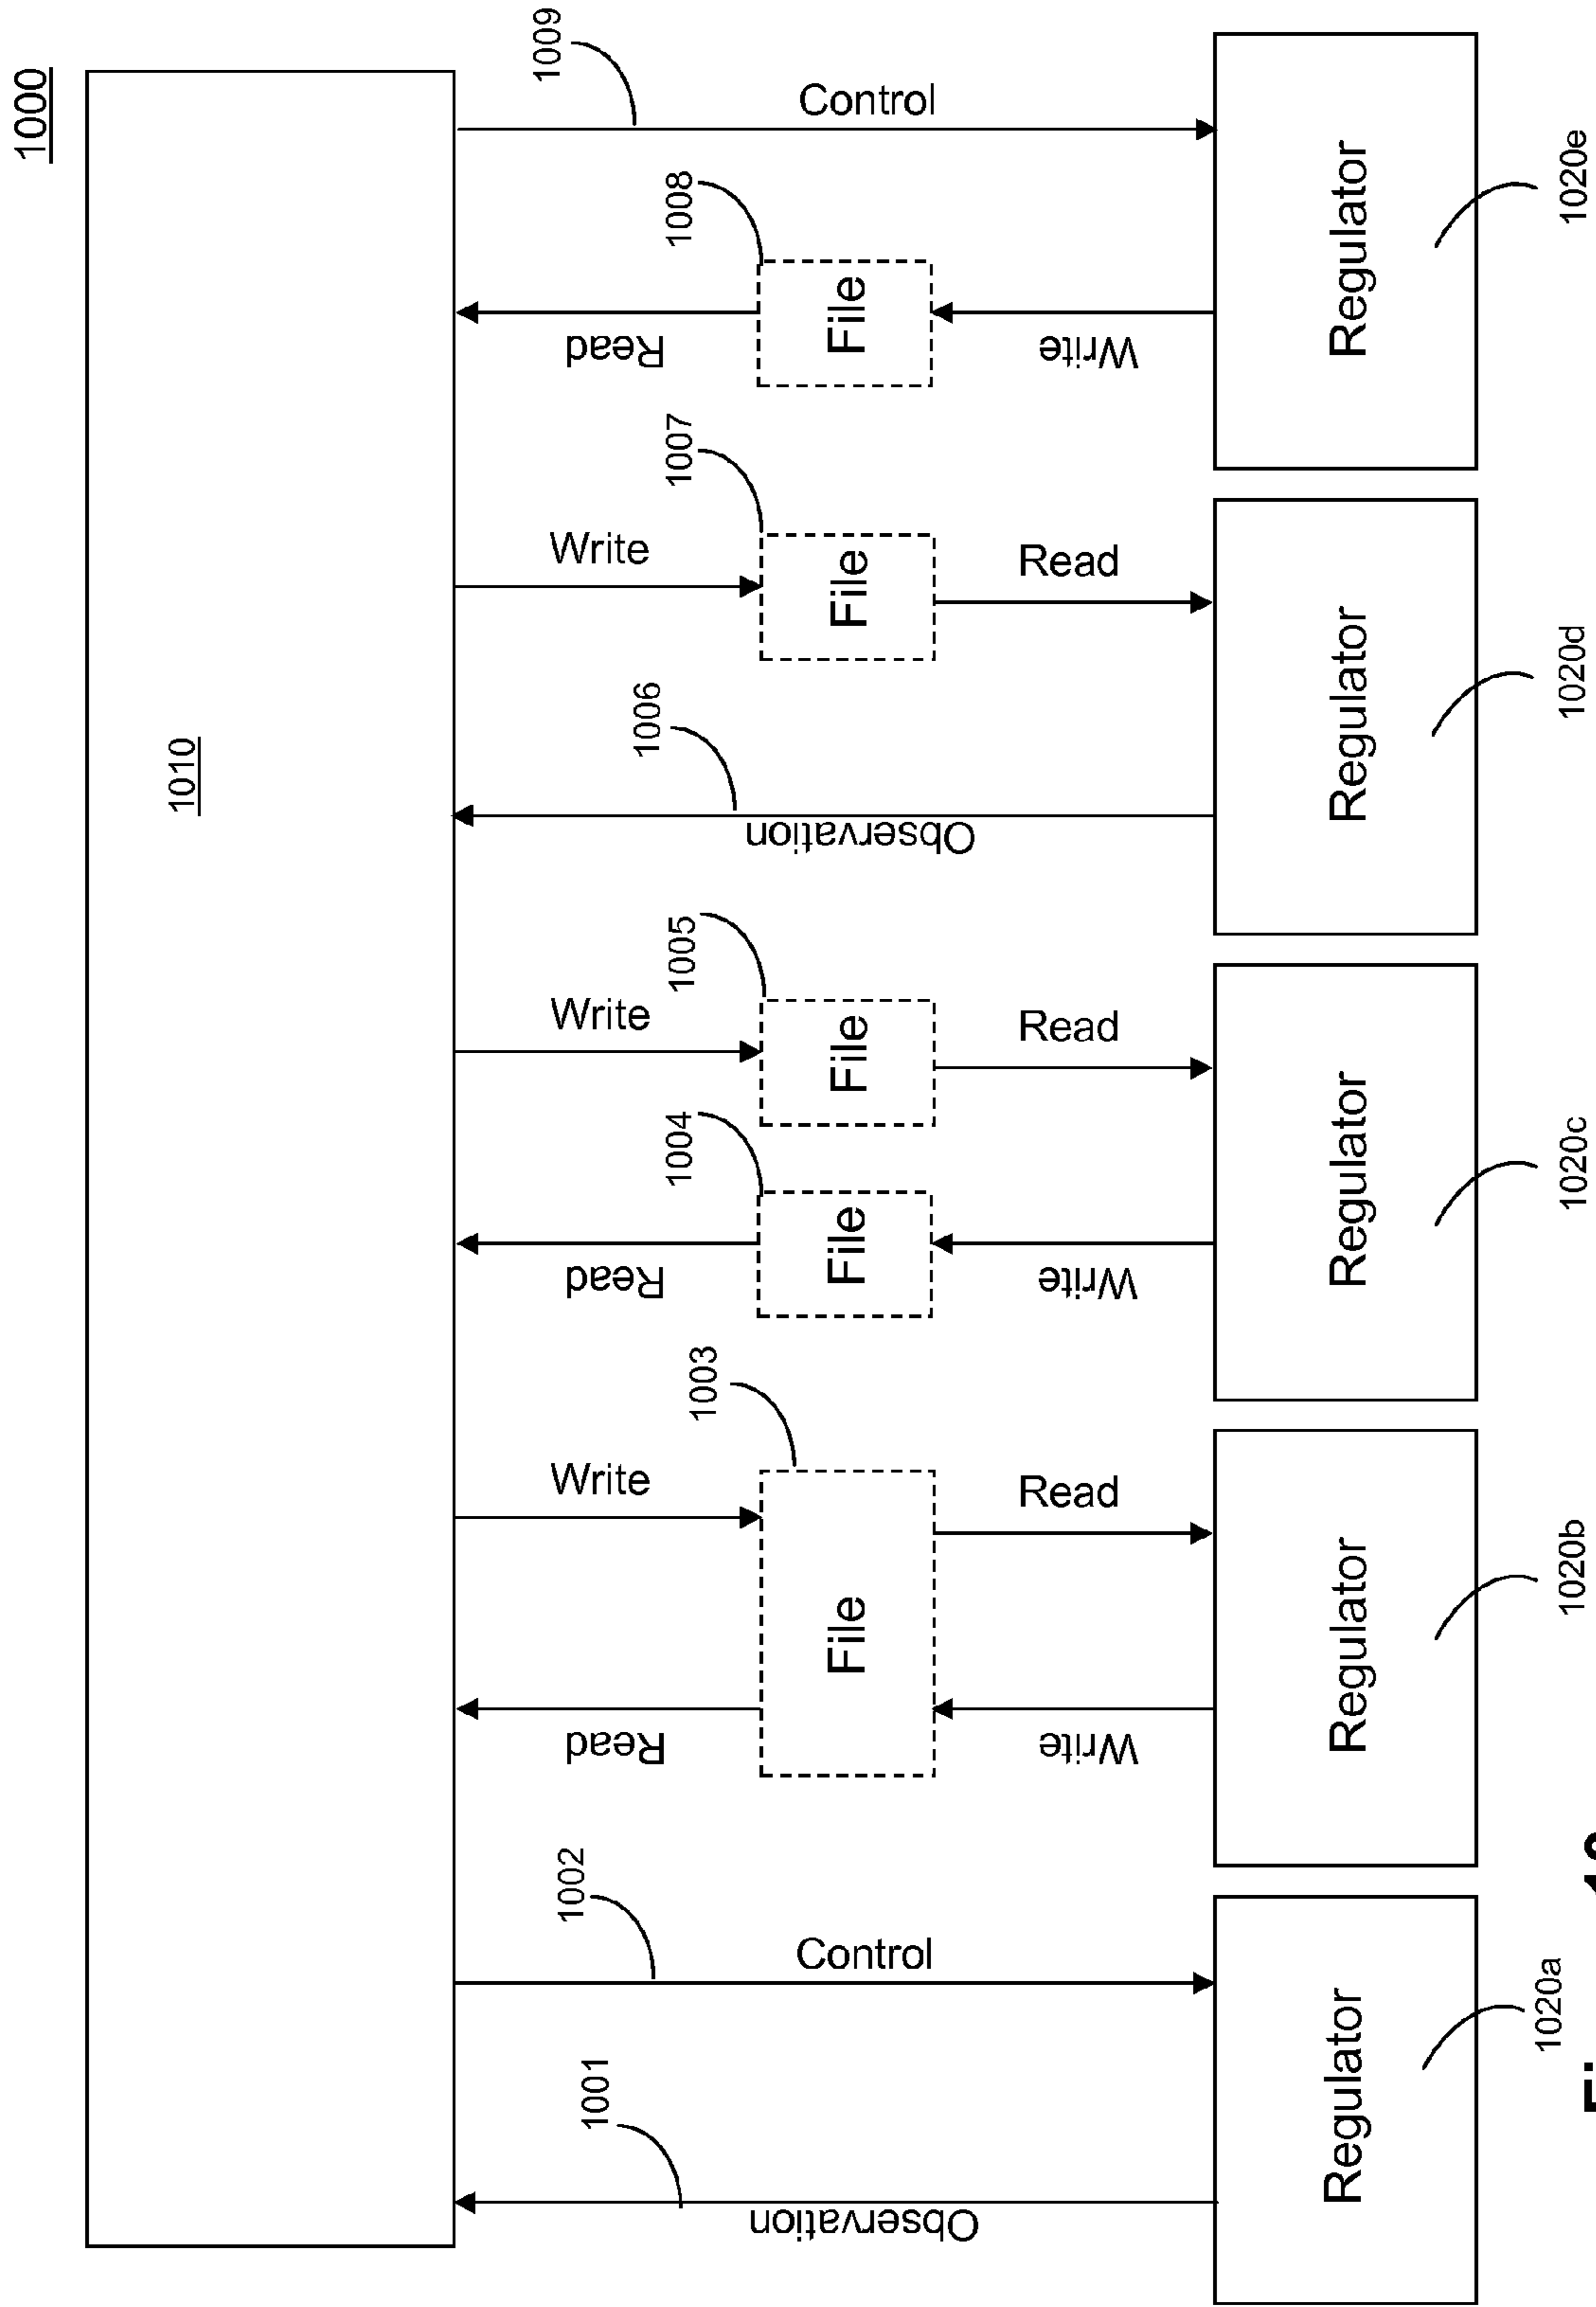 1000
1010
1001
1002
1009
Read
Write
Read
Write
Write
Read
1003
1004
1005
1006
1007
1008
Observation
Control
File
File
File
Observation
File
File
Control
Write
Read
Write
Read
Read
Write
Regulator
Regulator
Regulator
Regulator
Regulator
1020a
1020b
1020c
1020d
1020e